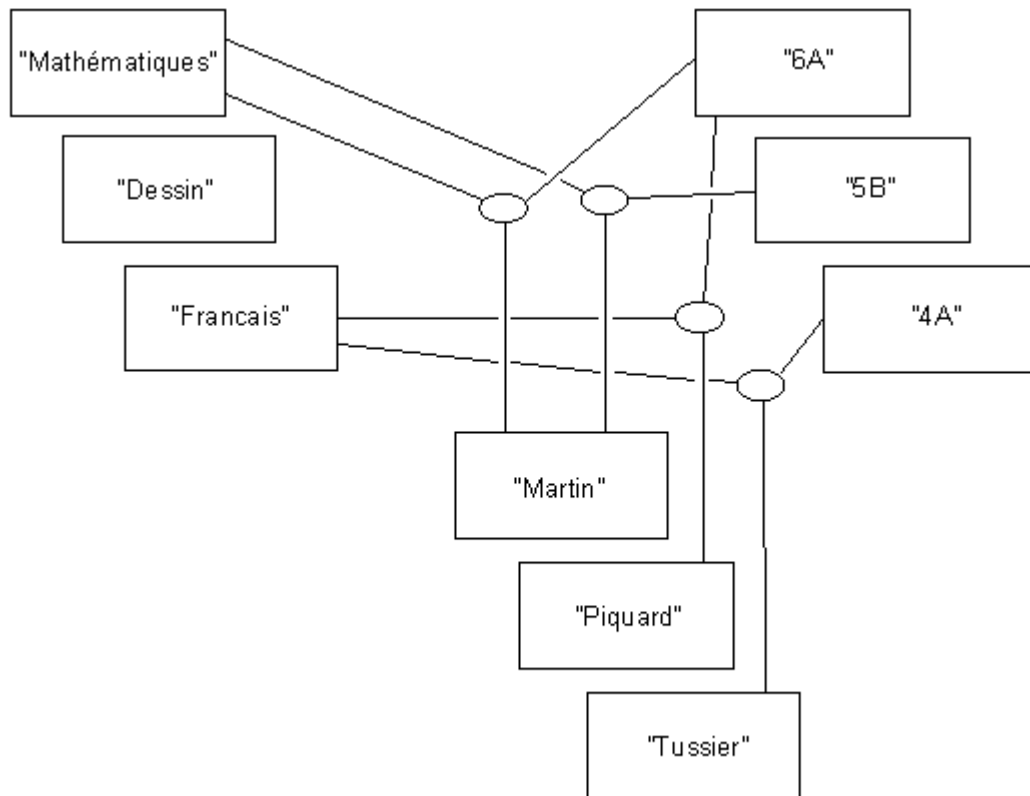 "Mathématiques"
"6A"
"Dessin"
"5B"
"Francais"
"4A"
"Martin"
"Piquard"
"Tussier"